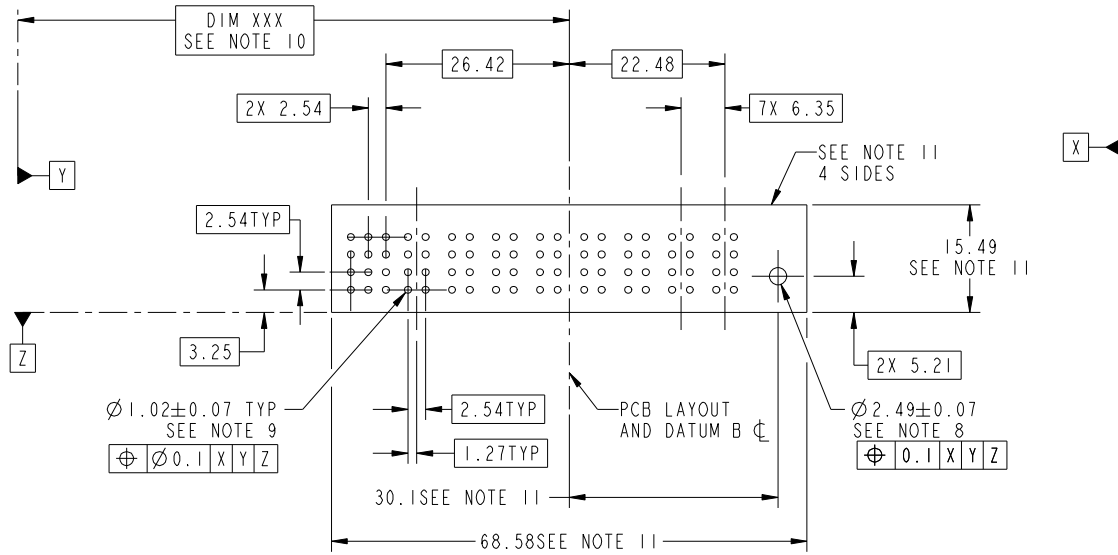 DIM XXX
SEE NOTE 10
26.42
22.48
2X 2.54
7X 6.35
X
Y
SEE NOTE 11
4 SIDES
2.54TYP
15.49
SEE NOTE 11
Z
3.25
2X 5.21
Ø1.02±0.07 TYP
SEE NOTE 9
⌖ Ø0.1 X Y Z
2.54TYP
1.27TYP
PCB LAYOUT
AND DATUM B ℄
Ø2.49±0.07
SEE NOTE 8
⌖ 0.1 X Y Z
30.1SEE NOTE 11
68.58SEE NOTE 11